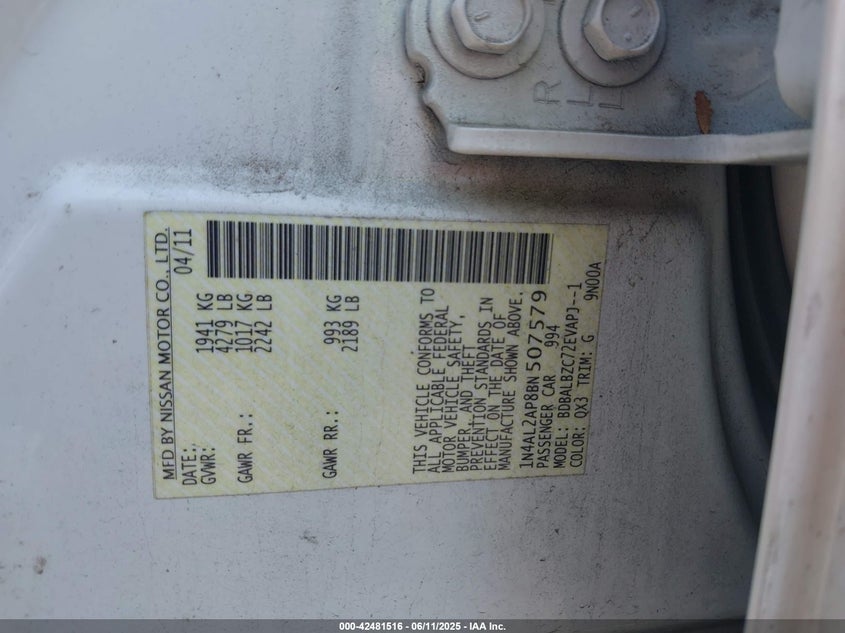 MFD BY NISSAN MOTOR CO., LTD.
DATE: 04/11
GVWR: 1941 KG
4279 LB
GAWR FR.: 1017 KG
2242 LB
GAWR RR.: 993 KG
2189 LB
THIS VEHICLE CONFORMS TO
ALL APPLICABLE FEDERAL
MOTOR VEHICLE SAFETY,
BUMPER, AND THEFT
PREVENTION STANDARDS IN
EFFECT ON THE DATE OF
MANUFACTURE SHOWN ABOVE.
1N4AL2AP8BN507579
PASSENGER CAR 994
MODEL: BDBALBZC72EVAPJ--1
COLOR: QX3 TRIM: G 9N00A
R L
L
000-42481516 - 06/11/2025 - IAA Inc.